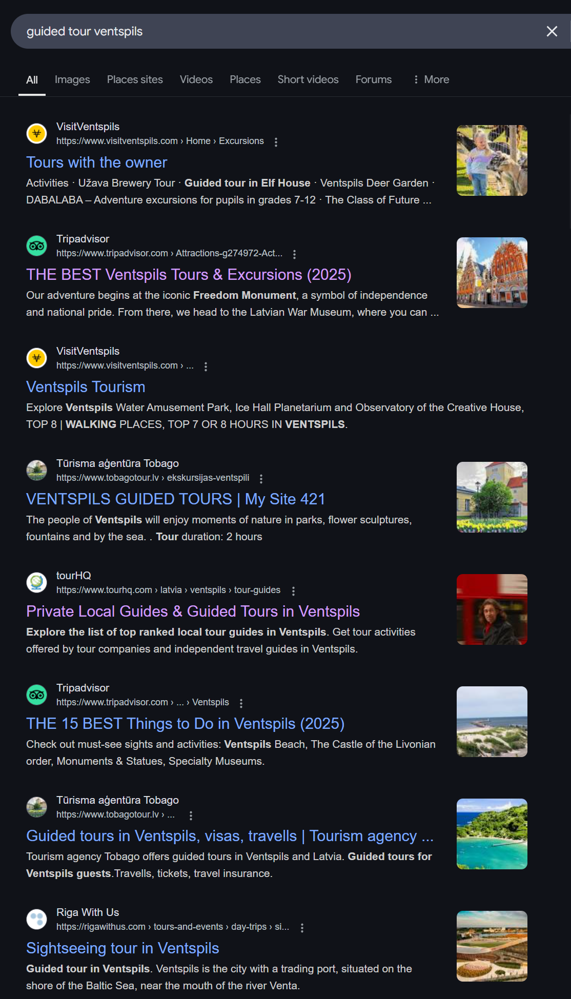 guided tour ventspils
All Images Places sites Videos Places Short videos Forums More
VisitVentspils
https://www.visitventspils.com › Home › Excursions
Tours with the owner
Activities · Užava Brewery Tour · Guided tour in Elf House · Ventspils Deer Garden ·
DABALABA – Adventure excursions for pupils in grades 7-12 · The Class of Future ...
Tripadvisor
https://www.tripadvisor.com › Attractions-g274972-Act...
THE BEST Ventspils Tours & Excursions (2025)
Our adventure begins at the iconic Freedom Monument, a symbol of independence
and national pride. From there, we head to the Latvian War Museum, where you can ...
VisitVentspils
https://www.visitventspils.com › ...
Ventspils Tourism
Explore Ventspils Water Amusement Park, Ice Hall Planetarium and Observatory of the Creative House,
TOP 8 | WALKING PLACES, TOP 7 OR 8 HOURS IN VENTSPILS.
Tūrisma aģentūra Tobago
https://www.tobagotour.lv › ekskursijas-ventspili
VENTSPILS GUIDED TOURS | My Site 421
The people of Ventspils will enjoy moments of nature in parks, flower sculptures,
fountains and by the sea. . Tour duration: 2 hours
tourHQ
https://www.tourhq.com › latvia › ventspils › tour-guides
Private Local Guides & Guided Tours in Ventspils
Explore the list of top ranked local tour guides in Ventspils. Get tour activities
offered by tour companies and independent travel guides in Ventspils.
Tripadvisor
https://www.tripadvisor.com › ... › Ventspils
THE 15 BEST Things to Do in Ventspils (2025)
Check out must-see sights and activities: Ventspils Beach, The Castle of the Livonian
order, Monuments & Statues, Specialty Museums.
Tūrisma aģentūra Tobago
https://www.tobagotour.lv › ...
Guided tours in Ventspils, visas, travells | Tourism agency ...
Tourism agency Tobago offers guided tours in Ventspils and Latvia. Guided tours for
Ventspils guests.Travells, tickets, travel insurance.
Riga With Us
https://rigawithus.com › tours-and-events › day-trips › si...
Sightseeing tour in Ventspils
Guided tour in Ventspils. Ventspils is the city with a trading port, situated on the
shore of the Baltic Sea, near the mouth of the river Venta.